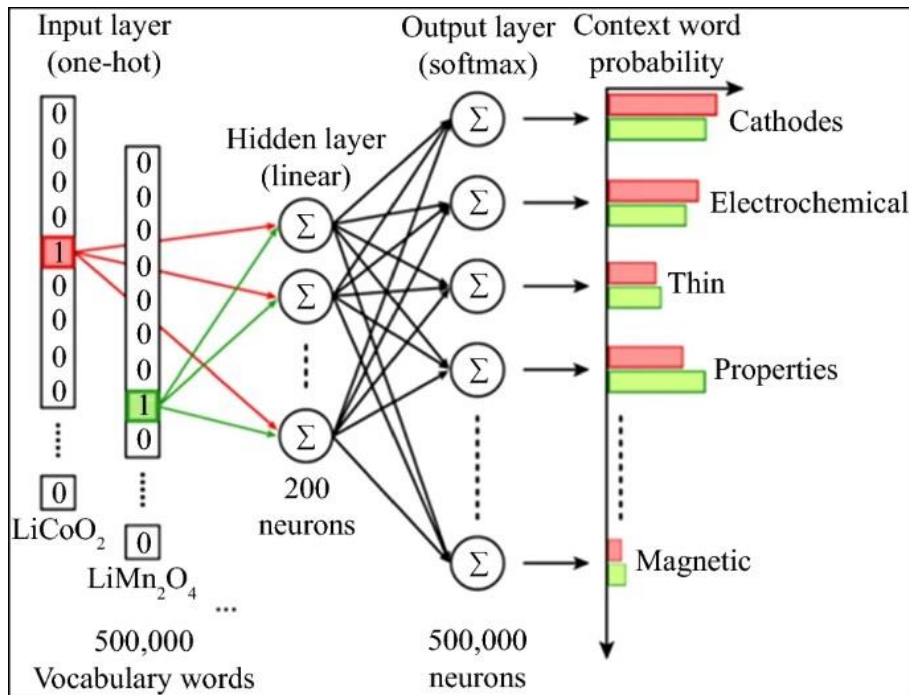 Input layer
(one-hot)
0
0
0
0
1
0
0
0
0
0
LiCoO₂
0
0
0
0
0
0
0
1
0
0
LiMn₂O₄
...
500,000
Vocabulary words
Hidden layer
(linear)
Σ
Σ
Σ
200
neurons
Output layer
(softmax)
Σ
Σ
Σ
Σ
Σ
500,000
neurons
Context word
probability
Cathodes
Electrochemical
Thin
Properties
Magnetic